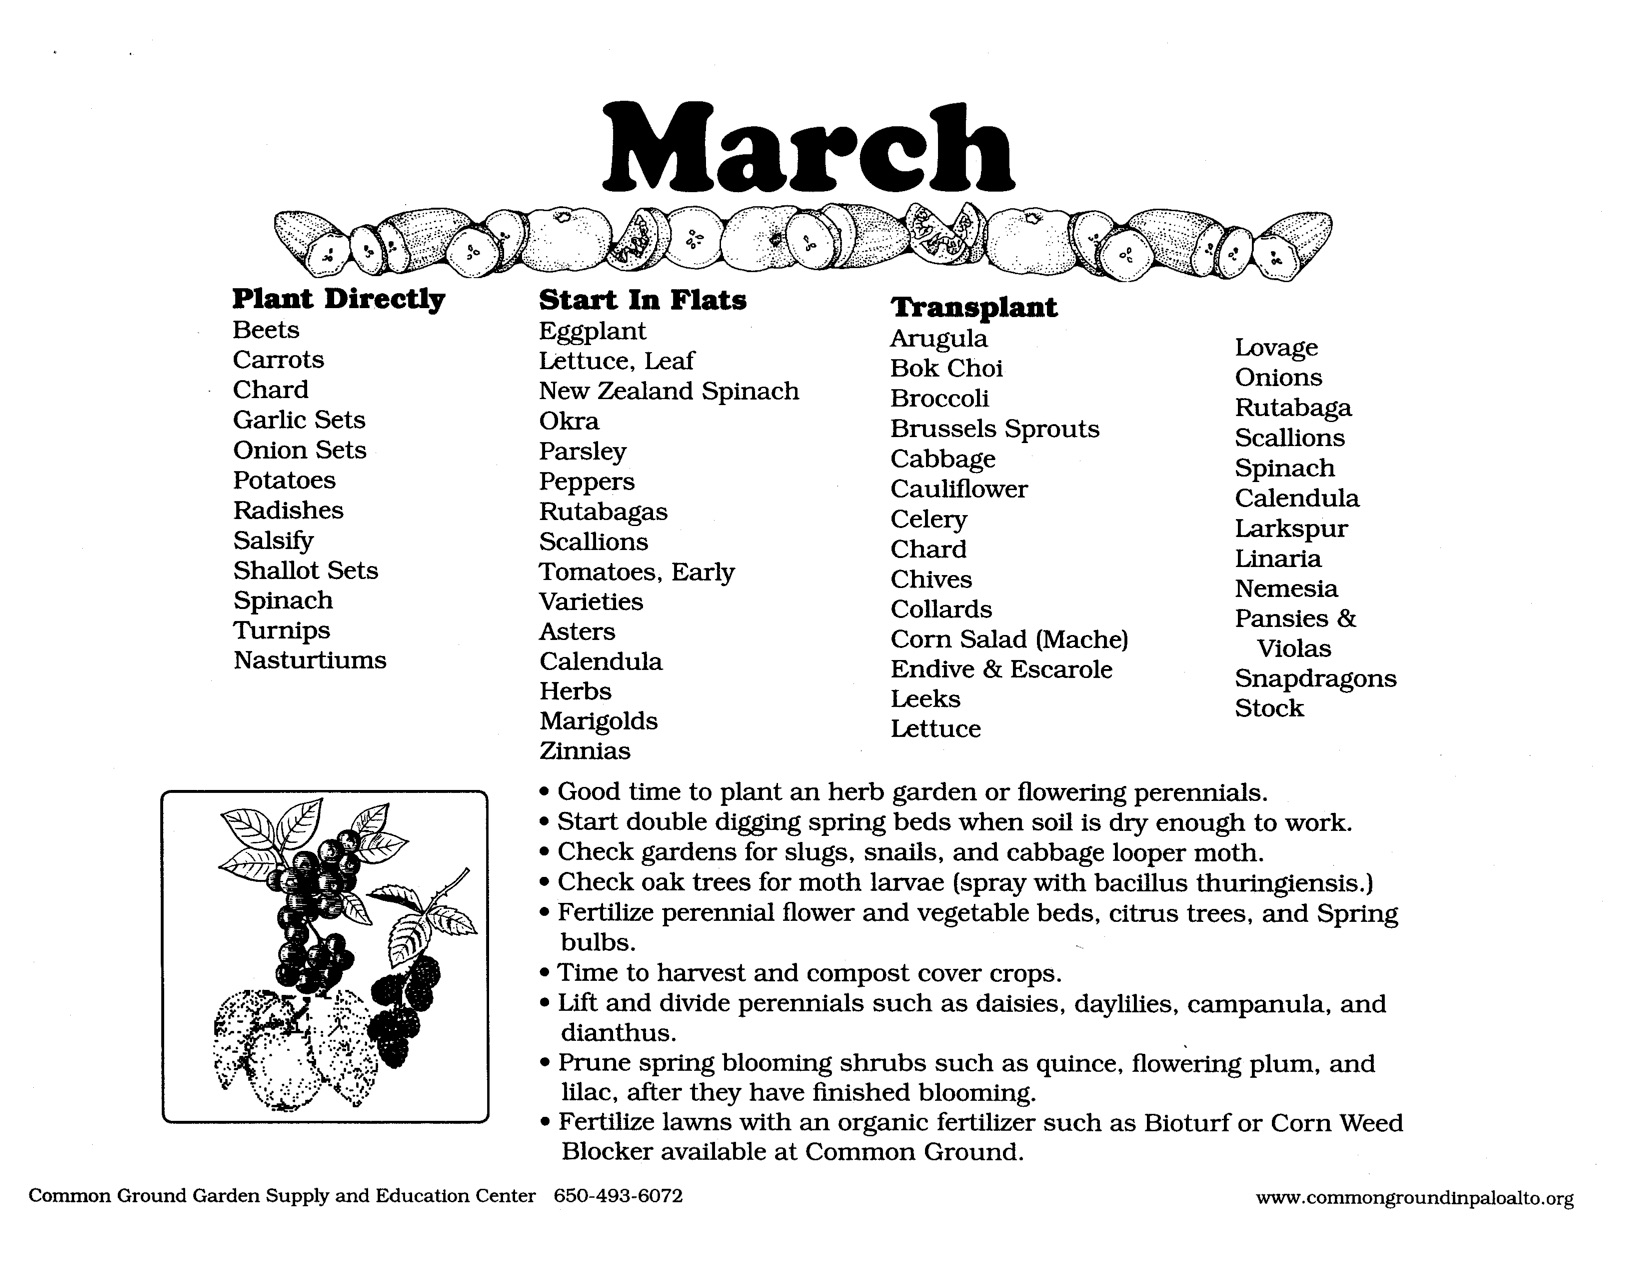 March
Plant Directly
Beets
Carrots
Chard
Garlic Sets
Onion Sets
Potatoes
Radishes
Salsify
Shallot Sets
Spinach
Turnips
Nasturtiums
Start In Flats
Eggplant
Lettuce, Leaf
New Zealand Spinach
Okra
Parsley
Peppers
Rutabagas
Scallions
Tomatoes, Early
Varieties
Asters
Calendula
Herbs
Marigolds
Zinnias
Transplant
Arugula
Bok Choi
Broccoli
Brussels Sprouts
Cabbage
Cauliflower
Celery
Chard
Chives
Collards
Corn Salad (Mache)
Endive & Escarole
Leeks
Lettuce
Lovage
Onions
Rutabaga
Scallions
Spinach
Calendula
Larkspur
Linaria
Nemesia
Pansies &
Violas
Snapdragons
Stock
• Good time to plant an herb garden or flowering perennials.
• Start double digging spring beds when soil is dry enough to work.
• Check gardens for slugs, snails, and cabbage looper moth.
• Check oak trees for moth larvae (spray with bacillus thuringiensis.)
• Fertilize perennial flower and vegetable beds, citrus trees, and Spring
bulbs.
• Time to harvest and compost cover crops.
• Lift and divide perennials such as daisies, daylilies, campanula, and
dianthus.
• Prune spring blooming shrubs such as quince, flowering plum, and
lilac, after they have finished blooming.
• Fertilize lawns with an organic fertilizer such as Bioturf or Corn Weed
Blocker available at Common Ground.
Common Ground Garden Supply and Education Center 650-493-6072
www.commongroundinpaloalto.org